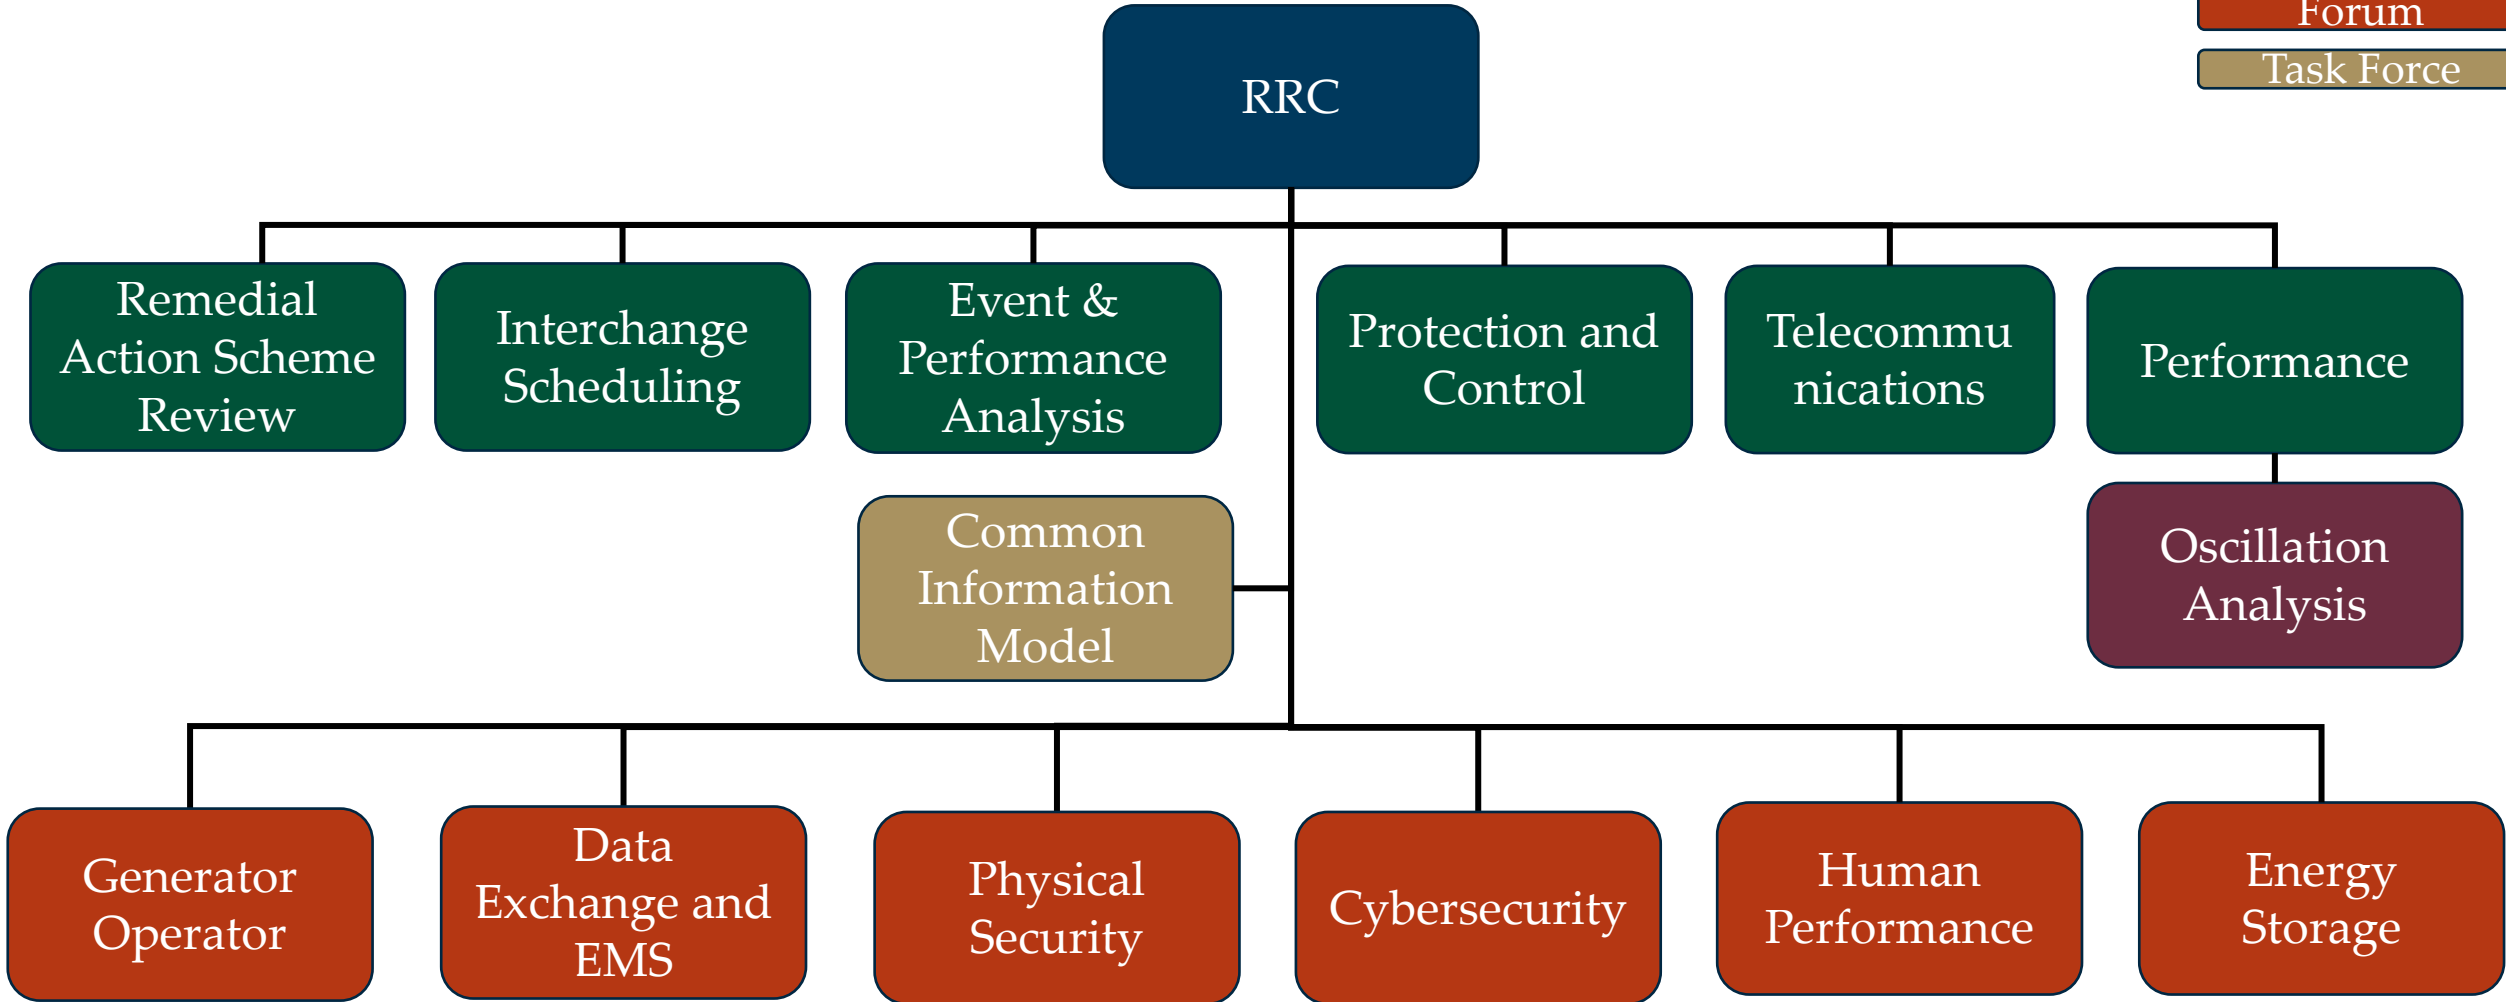 Forum
Task Force
RRC
Remedial
Action Scheme
Review
Interchange
Scheduling
Event &
Performance
Analysis
Protection and
Control
Telecommu
nications
Performance
Common
Information
Model
Oscillation
Analysis
Generator
Operator
Data
Exchange and
EMS
Physical
Security
Cybersecurity
Human
Performance
Energy
Storage